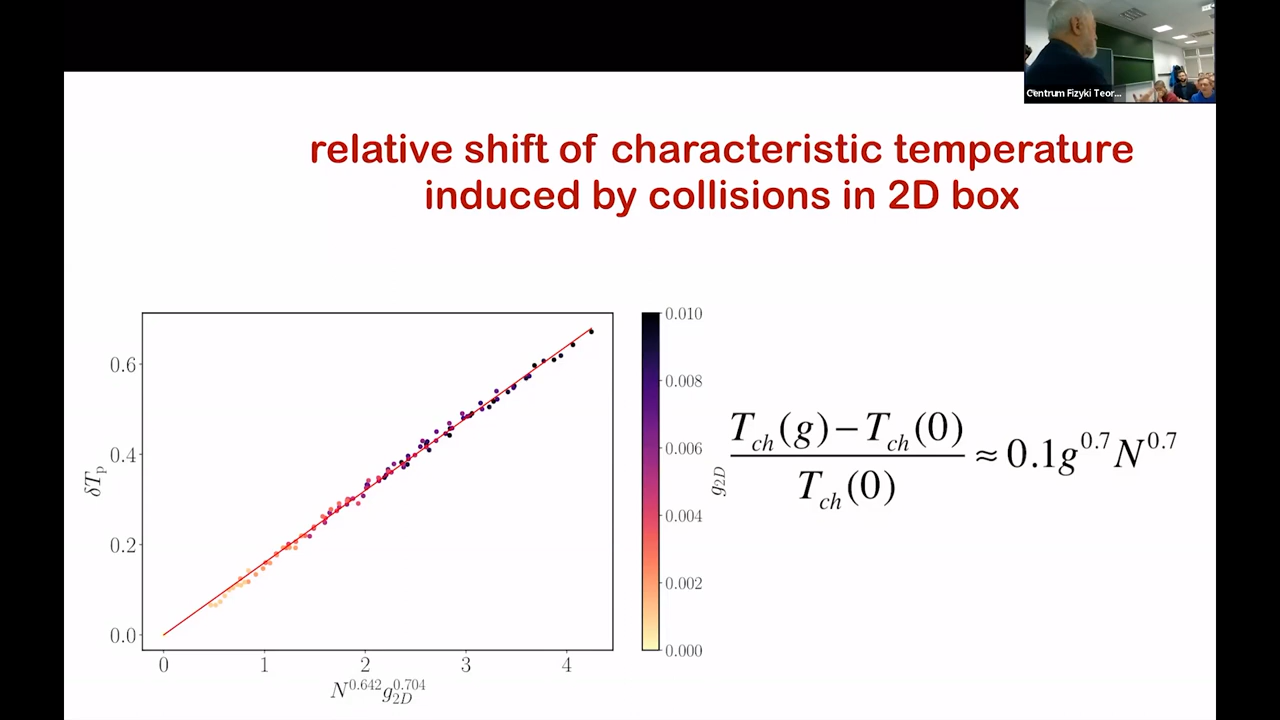 Centrum Fizyki Teor...
relative shift of characteristic temperature
induced by collisions in 2D box
0.6
0.4
0.2
0.0
δT_p
0 1 2 3 4
N^0.642 g_2D^0.704
0.010
0.008
0.006
0.004
0.002
0.000
g_2D
(T_ch(g) − T_ch(0)) / T_ch(0) ≈ 0.1g^0.7 N^0.7